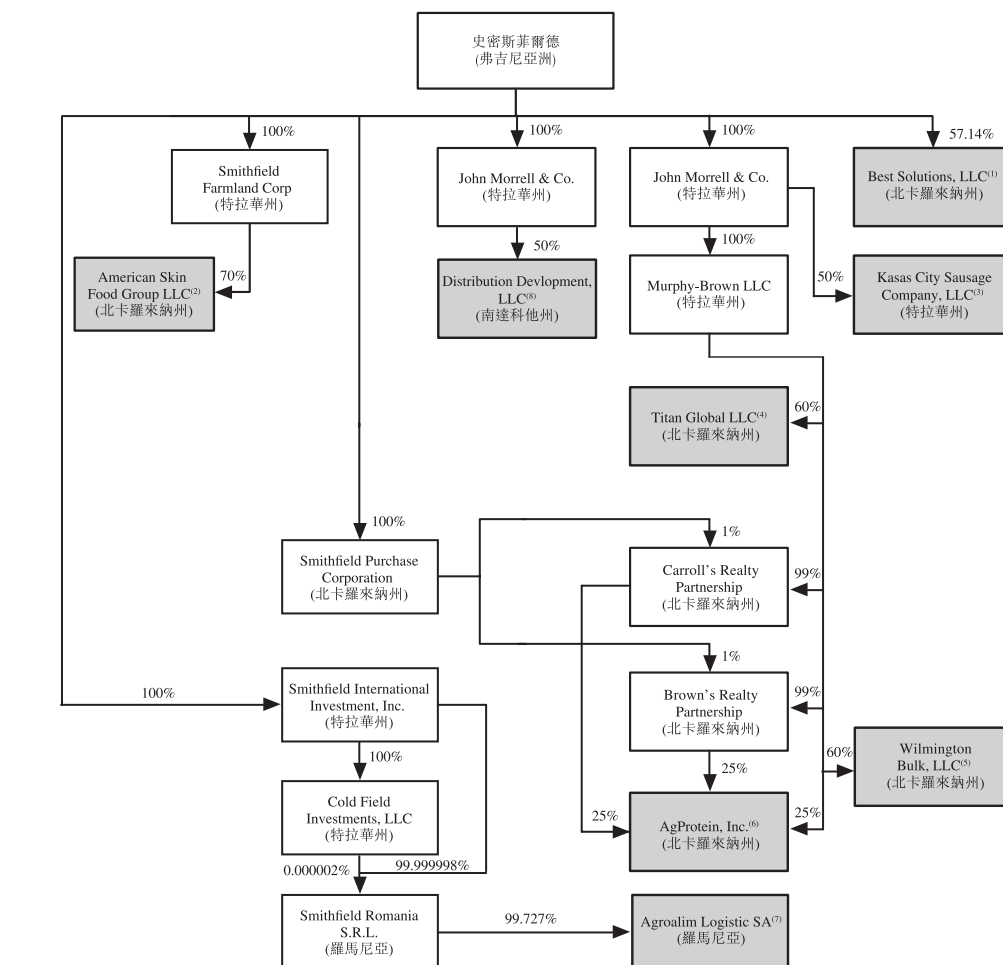 史密斯菲爾德
(弗吉尼亞洲)
100%
100%
100%
57.14%
Smithfield
Farmland Corp
(特拉華州)
John Morrell & Co.
(特拉華州)
John Morrell & Co.
(特拉華州)
Best Solutions, LLC(1)
(北卡羅來納州)
70%
50%
100%
50%
American Skin
Food Group LLC(2)
(北卡羅來納州)
Distribution Devlopment,
LLC(8)
(南達科他州)
Murphy-Brown LLC
(特拉華州)
Kasas City Sausage
Company, LLC(3)
(特拉華州)
60%
Titan Global LLC(4)
(北卡羅來納州)
100%
1%
Smithfield Purchase
Corporation
(北卡羅來納州)
Carroll's Realty
Partnership
(北卡羅來納州)
99%
1%
100%
Smithfield International
Investment, Inc.
(特拉華州)
Brown's Realty
Partnership
(北卡羅來納州)
99%
100%
25%
60%
Wilmington
Bulk, LLC(5)
(北卡羅來納州)
Cold Field
Investments, LLC
(特拉華州)
25%
AgProtein, Inc.(6)
(北卡羅來納州)
25%
0.000002%
99.999998%
Smithfield Romania
S.R.L.
(羅馬尼亞)
99.727%
Agroalim Logistic SA(7)
(羅馬尼亞)